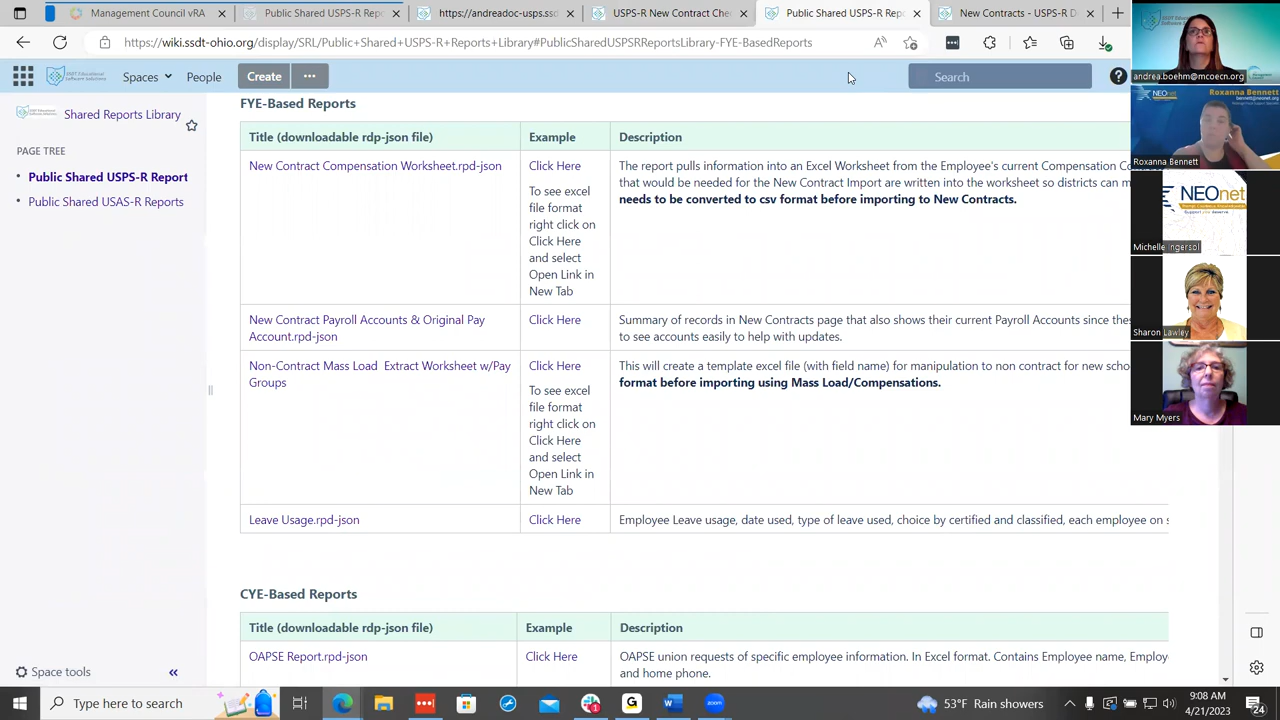 Management Council vRA
Public Shared USPS-R Re
https://public-usps.ss
USPS - New Contract Che
Public Shared USPS-R Rep
New Contracts - USPS-R D
https://wiki.ssdt-ohio.org/display/SRL/Public+Shared+USPS-R+Reports+Library#PublicSharedUSPSRReportsLibrary-FYE-BasedReports
Spaces
People
Create
Search
Shared Reports Library
PAGE TREE
Public Shared USPS-R Report
Public Shared USAS-R Reports
Space tools
FYE-Based Reports
Title (downloadable rdp-json file)
Example
Description
New Contract Compensation Worksheet.rpd-json
Click Here
To see excel
file format
right click on
Click Here
and select
Open Link in
New Tab
The report pulls information into an Excel Worksheet from the Employee's current Compensation Co
that would be needed for the New Contract Import are written into the worksheet so districts can m
needs to be converted to csv format before importing to New Contracts.
New Contract Payroll Accounts & Original Pay
Account.rpd-json
Click Here
Summary of records in New Contracts page that also shows their current Payroll Accounts since thes
to see accounts easily to help with updates.
Non-Contract Mass Load Extract Worksheet w/Pay
Groups
Click Here
To see excel
file format
right click on
Click Here
and select
Open Link in
New Tab
This will create a template excel file (with field name) for manipulation to non contract for new scho
format before importing using Mass Load/Compensations.
Leave Usage.rpd-json
Click Here
Employee Leave usage, date used, type of leave used, choice by certified and classified, each employee on s
CYE-Based Reports
Title (downloadable rdp-json file)
Example
Description
OAPSE Report.rpd-json
Click Here
OAPSE union requests of specific employee information. In Excel format. Contains Employee name, Employ
and home phone.
andrea.boehm@mcoecn.org
NEOnet
Roxanna Bennett
bennett@neonet.org
Roxanna Bennett
NEOnet
Michelle Ingersol
Sharon Lawley
Mary Myers
Type here to search
zoom
53°F Rain showers
9:08 AM
4/21/2023
24